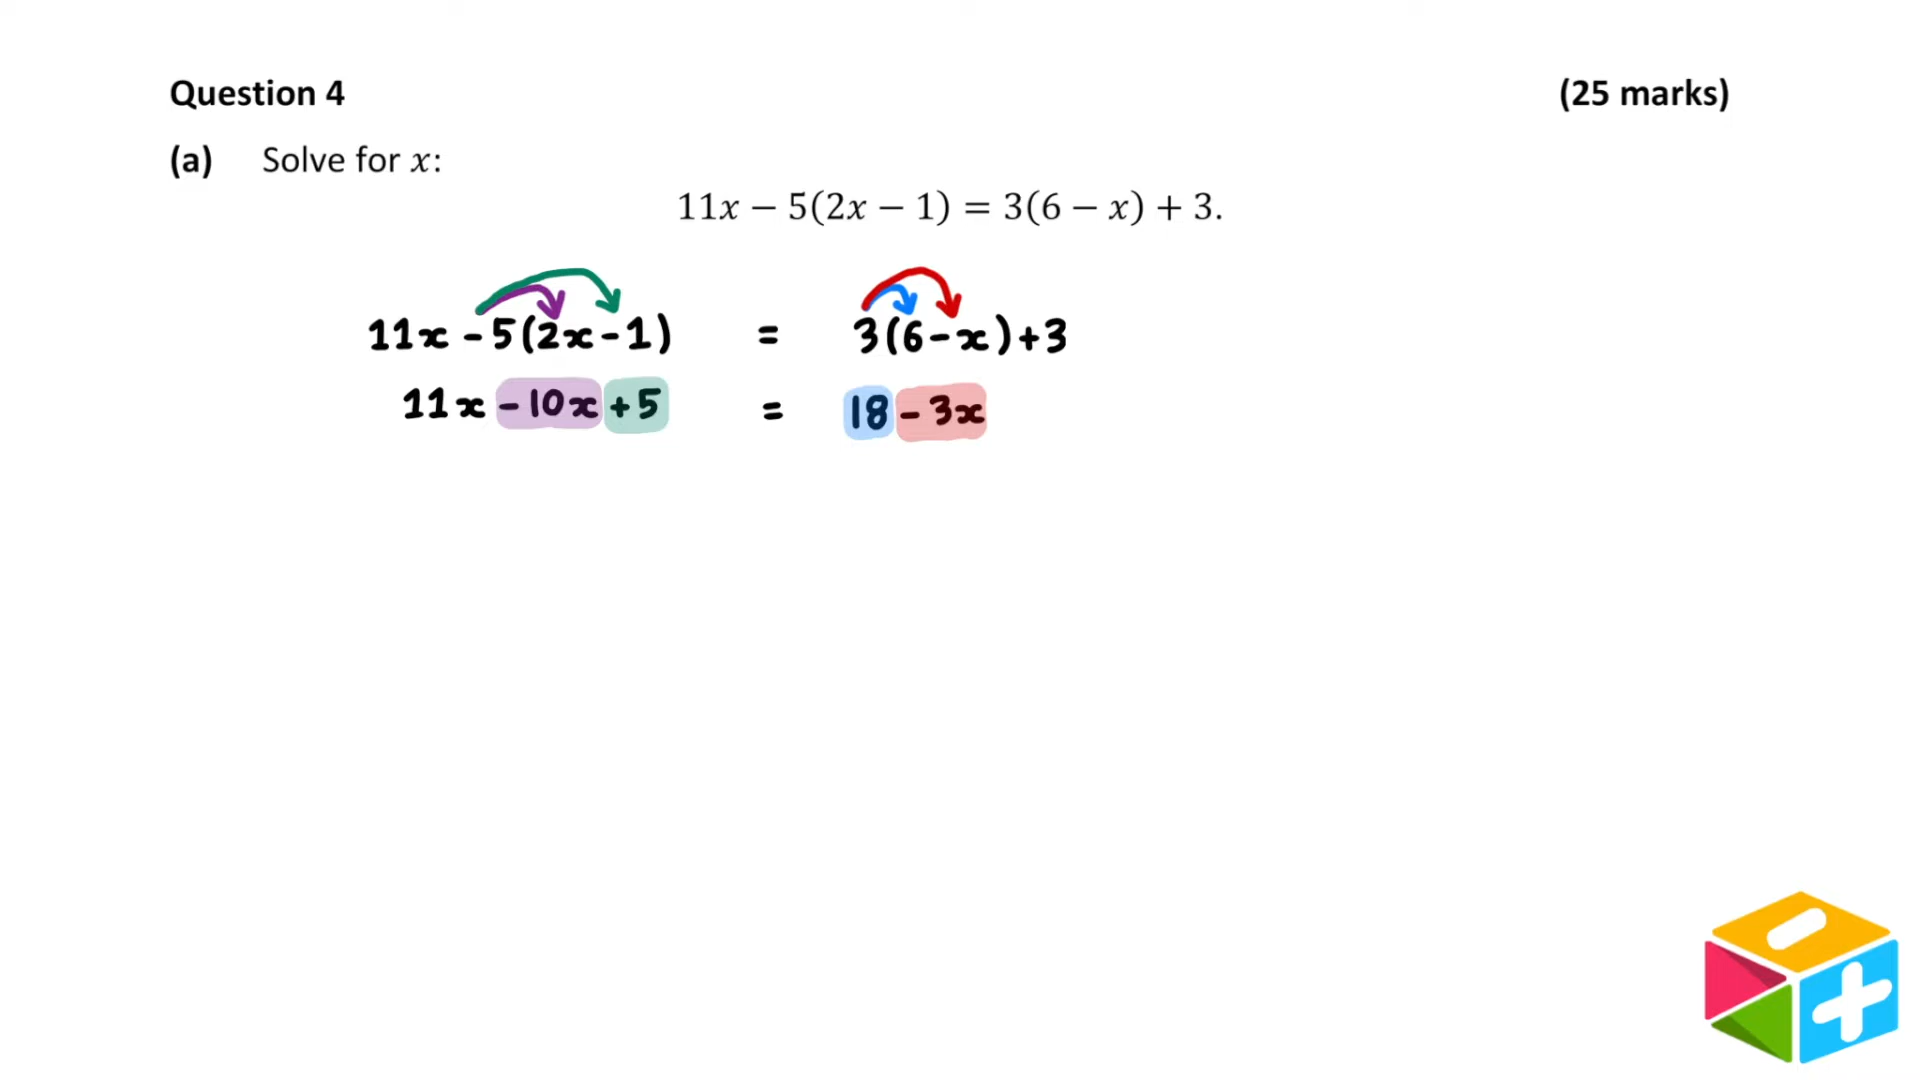 Question 4 (25 marks)
(a) Solve for x:
11x − 5(2x − 1) = 3(6 − x) + 3.
11x -5(2x-1) = 3(6-x)+3
11x -10x +5 = 18 - 3x